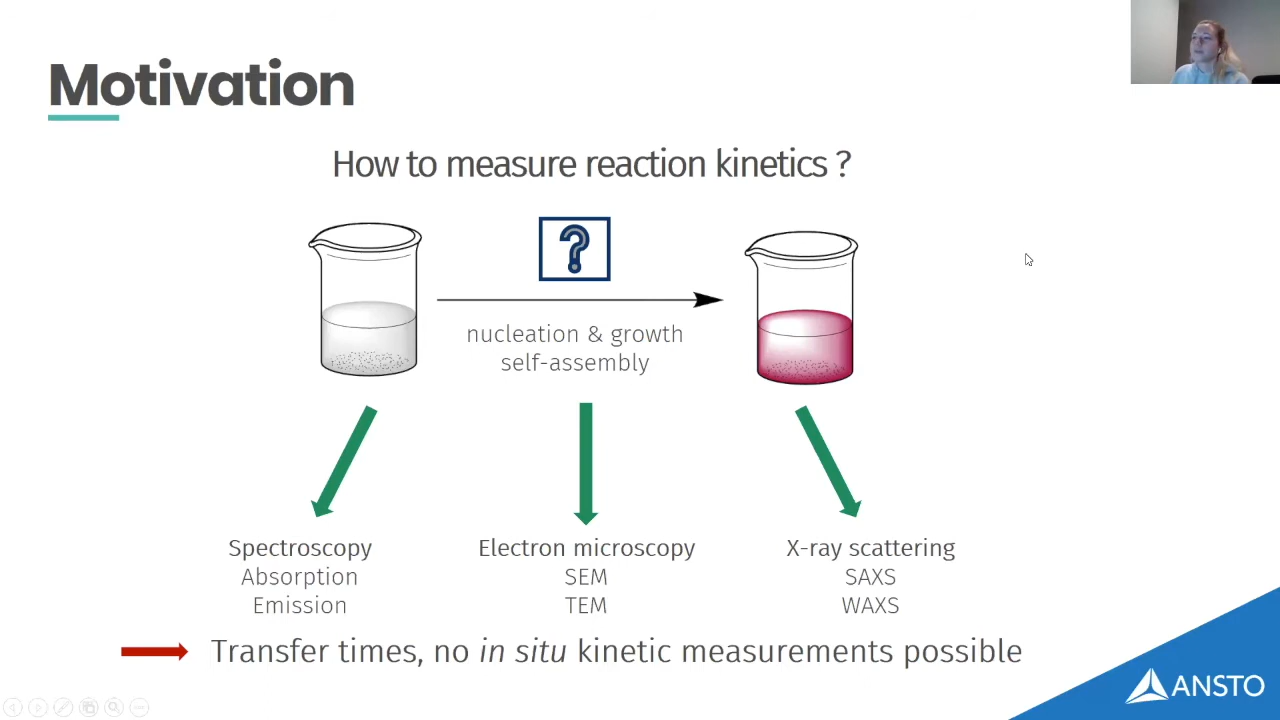 Motivation
How to measure reaction kinetics ?
?
nucleation & growth
self-assembly
Spectroscopy
Absorption
Emission
Electron microscopy
SEM
TEM
X-ray scattering
SAXS
WAXS
Transfer times, no in situ kinetic measurements possible
ANSTO